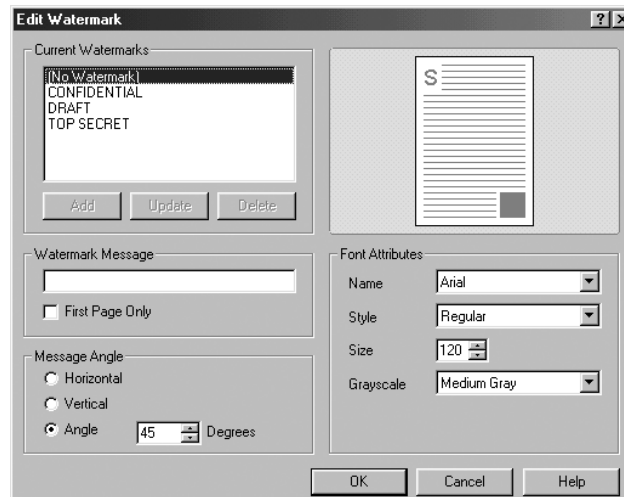 Edit Watermark
Current Watermarks
(No Watermark)
CONFIDENTIAL
DRAFT
TOP SECRET
Add Update Delete
S
Watermark Message
First Page Only
Message Angle
Horizontal
Vertical
Angle 45 Degrees
Font Attributes
Name Arial
Style Regular
Size 120
Grayscale Medium Gray
OK Cancel Help